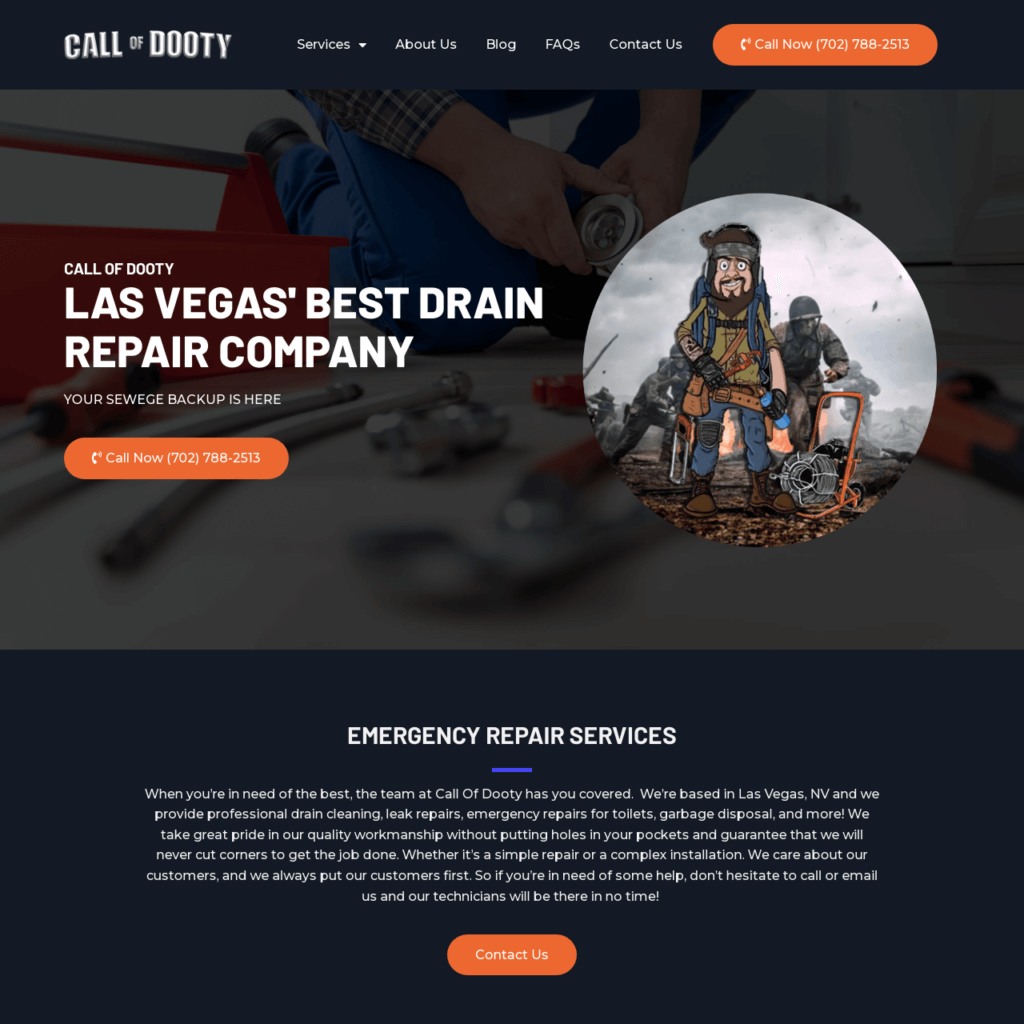 CALL OF DOOTY
Services
About Us
Blog
FAQs
Contact Us
Call Now (702) 788-2513
CALL OF DOOTY
LAS VEGAS' BEST DRAIN
REPAIR COMPANY
YOUR SEWEGE BACKUP IS HERE
Call Now (702) 788-2513
EMERGENCY REPAIR SERVICES
When you're in need of the best, the team at Call Of Dooty has you covered.  We're based in Las Vegas, NV and we
provide professional drain cleaning, leak repairs, emergency repairs for toilets, garbage disposal, and more! We
take great pride in our quality workmanship without putting holes in your pockets and guarantee that we will
never cut corners to get the job done. Whether it's a simple repair or a complex installation. We care about our
customers, and we always put our customers first. So if you're in need of some help, don't hesitate to call or email
us and our technicians will be there in no time!
Contact Us